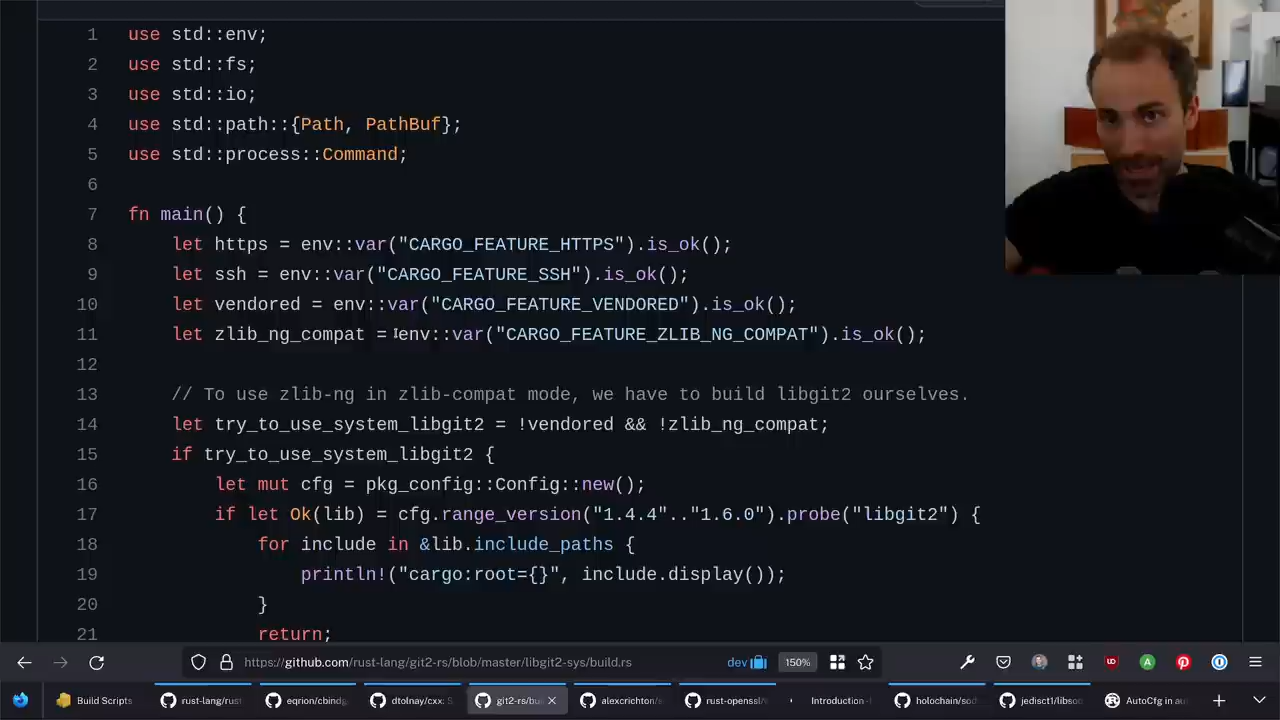 1 use std::env;
2 use std::fs;
3 use std::io;
4 use std::path::{Path, PathBuf};
5 use std::process::Command;
6
7 fn main() {
8 let https = env::var("CARGO_FEATURE_HTTPS").is_ok();
9 let ssh = env::var("CARGO_FEATURE_SSH").is_ok();
10 let vendored = env::var("CARGO_FEATURE_VENDORED").is_ok();
11 let zlib_ng_compat = env::var("CARGO_FEATURE_ZLIB_NG_COMPAT").is_ok();
12
13 // To use zlib-ng in zlib-compat mode, we have to build libgit2 ourselves.
14 let try_to_use_system_libgit2 = !vendored && !zlib_ng_compat;
15 if try_to_use_system_libgit2 {
16 let mut cfg = pkg_config::Config::new();
17 if let Ok(lib) = cfg.range_version("1.4.4".."1.6.0").probe("libgit2") {
18 for include in &lib.include_paths {
19 println!("cargo:root={}", include.display());
20 }
21 return;
https://github.com/rust-lang/git2-rs/blob/master/libgit2-sys/build.rs dev 150%
Build Scripts rust-lang/rust eqrion/cbindg dtolnay/cxx: S git2-rs/bu alexcrichton/s rust-openssl/ Introduction - holochain/sod jedisct1/libso AutoCfg in au